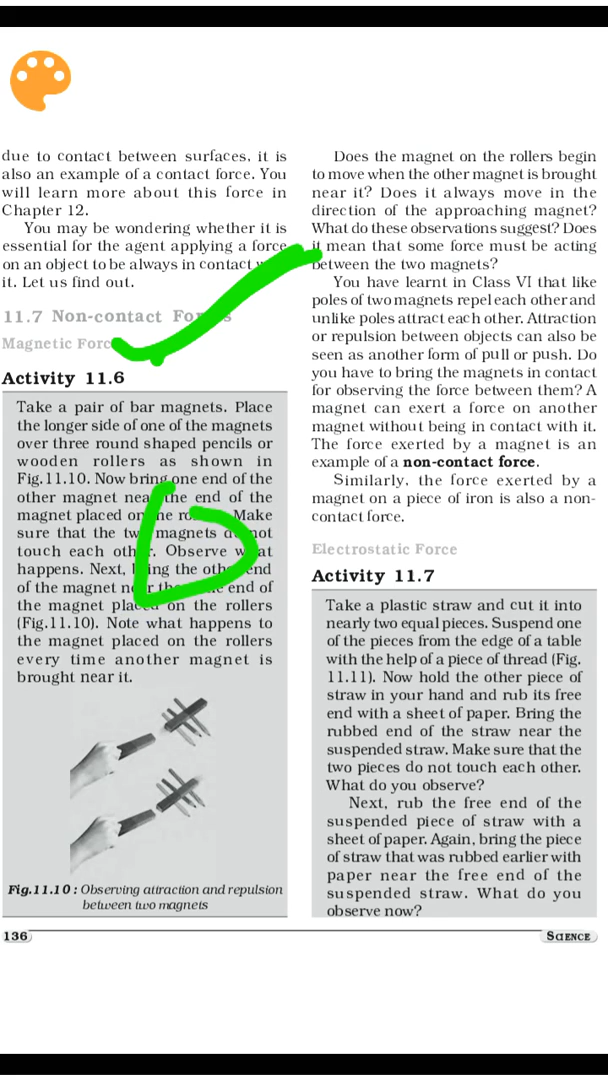 due to contact between surfaces, it is
also an example of a contact force. You
will learn more about this force in
Chapter 12.
You may be wondering whether it is
essential for the agent applying a force
on an object to be always in contact
it. Let us find out.
11.7 Non-contact
Magnetic
Activity 11.6
Take a pair of bar magnets. Place
the longer side of one of the magnets
over three round shaped pencils or
wooden rollers as shown in
Fig.11.10. Now bring one end of the
other magnet near the end of the
magnet placed on the Make
sure that the two magnets do not
touch each other. Observe what
happens. Next, bring the other end
of the magnet near the end of
the magnet placed on the rollers
(Fig.11.10). Note what happens to
the magnet placed on the rollers
every time another magnet is
brought near it.
Fig.11.10 : Observing attraction and repulsion
between two magnets
Does the magnet on the rollers begin
to move when the other magnet is brought
near it? Does it always move in the
direction of the approaching magnet?
What do these observations suggest? Does
it mean that some force must be acting
between the two magnets?
You have learnt in Class VI that like
poles of two magnets repel each other and
unlike poles attract each other. Attraction
or repulsion between objects can also be
seen as another form of pull or push. Do
you have to bring the magnets in contact
for observing the force between them? A
magnet can exert a force on another
magnet without being in contact with it.
The force exerted by a magnet is an
example of a non-contact force.
Similarly, the force exerted by a
magnet on a piece of iron is also a non-
contact force.
Electrostatic Force
Activity 11.7
Take a plastic straw and cut it into
nearly two equal pieces. Suspend one
of the pieces from the edge of a table
with the help of a piece of thread (Fig.
11.11). Now hold the other piece of
straw in your hand and rub its free
end with a sheet of paper. Bring the
rubbed end of the straw near the
suspended straw. Make sure that the
two pieces do not touch each other.
What do you observe?
Next, rub the free end of the
suspended piece of straw with a
sheet of paper. Again, bring the piece
of straw that was rubbed earlier with
paper near the free end of the
suspended straw. What do you
observe now?
136
SCIENCE